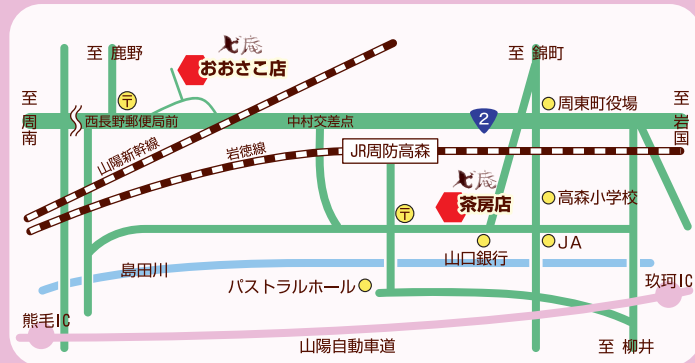 至 鹿野
ど庵
おおさこ店
至 錦町
至
周
南
〒
西長野郵便局前
中村交差点
2
周東町役場
至
岩
国
山陽新幹線
岩徳線
JR周防高森
ど庵
茶房店
高森小学校
〒
山口銀行
JA
島田川
パストラルホール
玖珂IC
熊毛IC
山陽自動車道
至 柳井